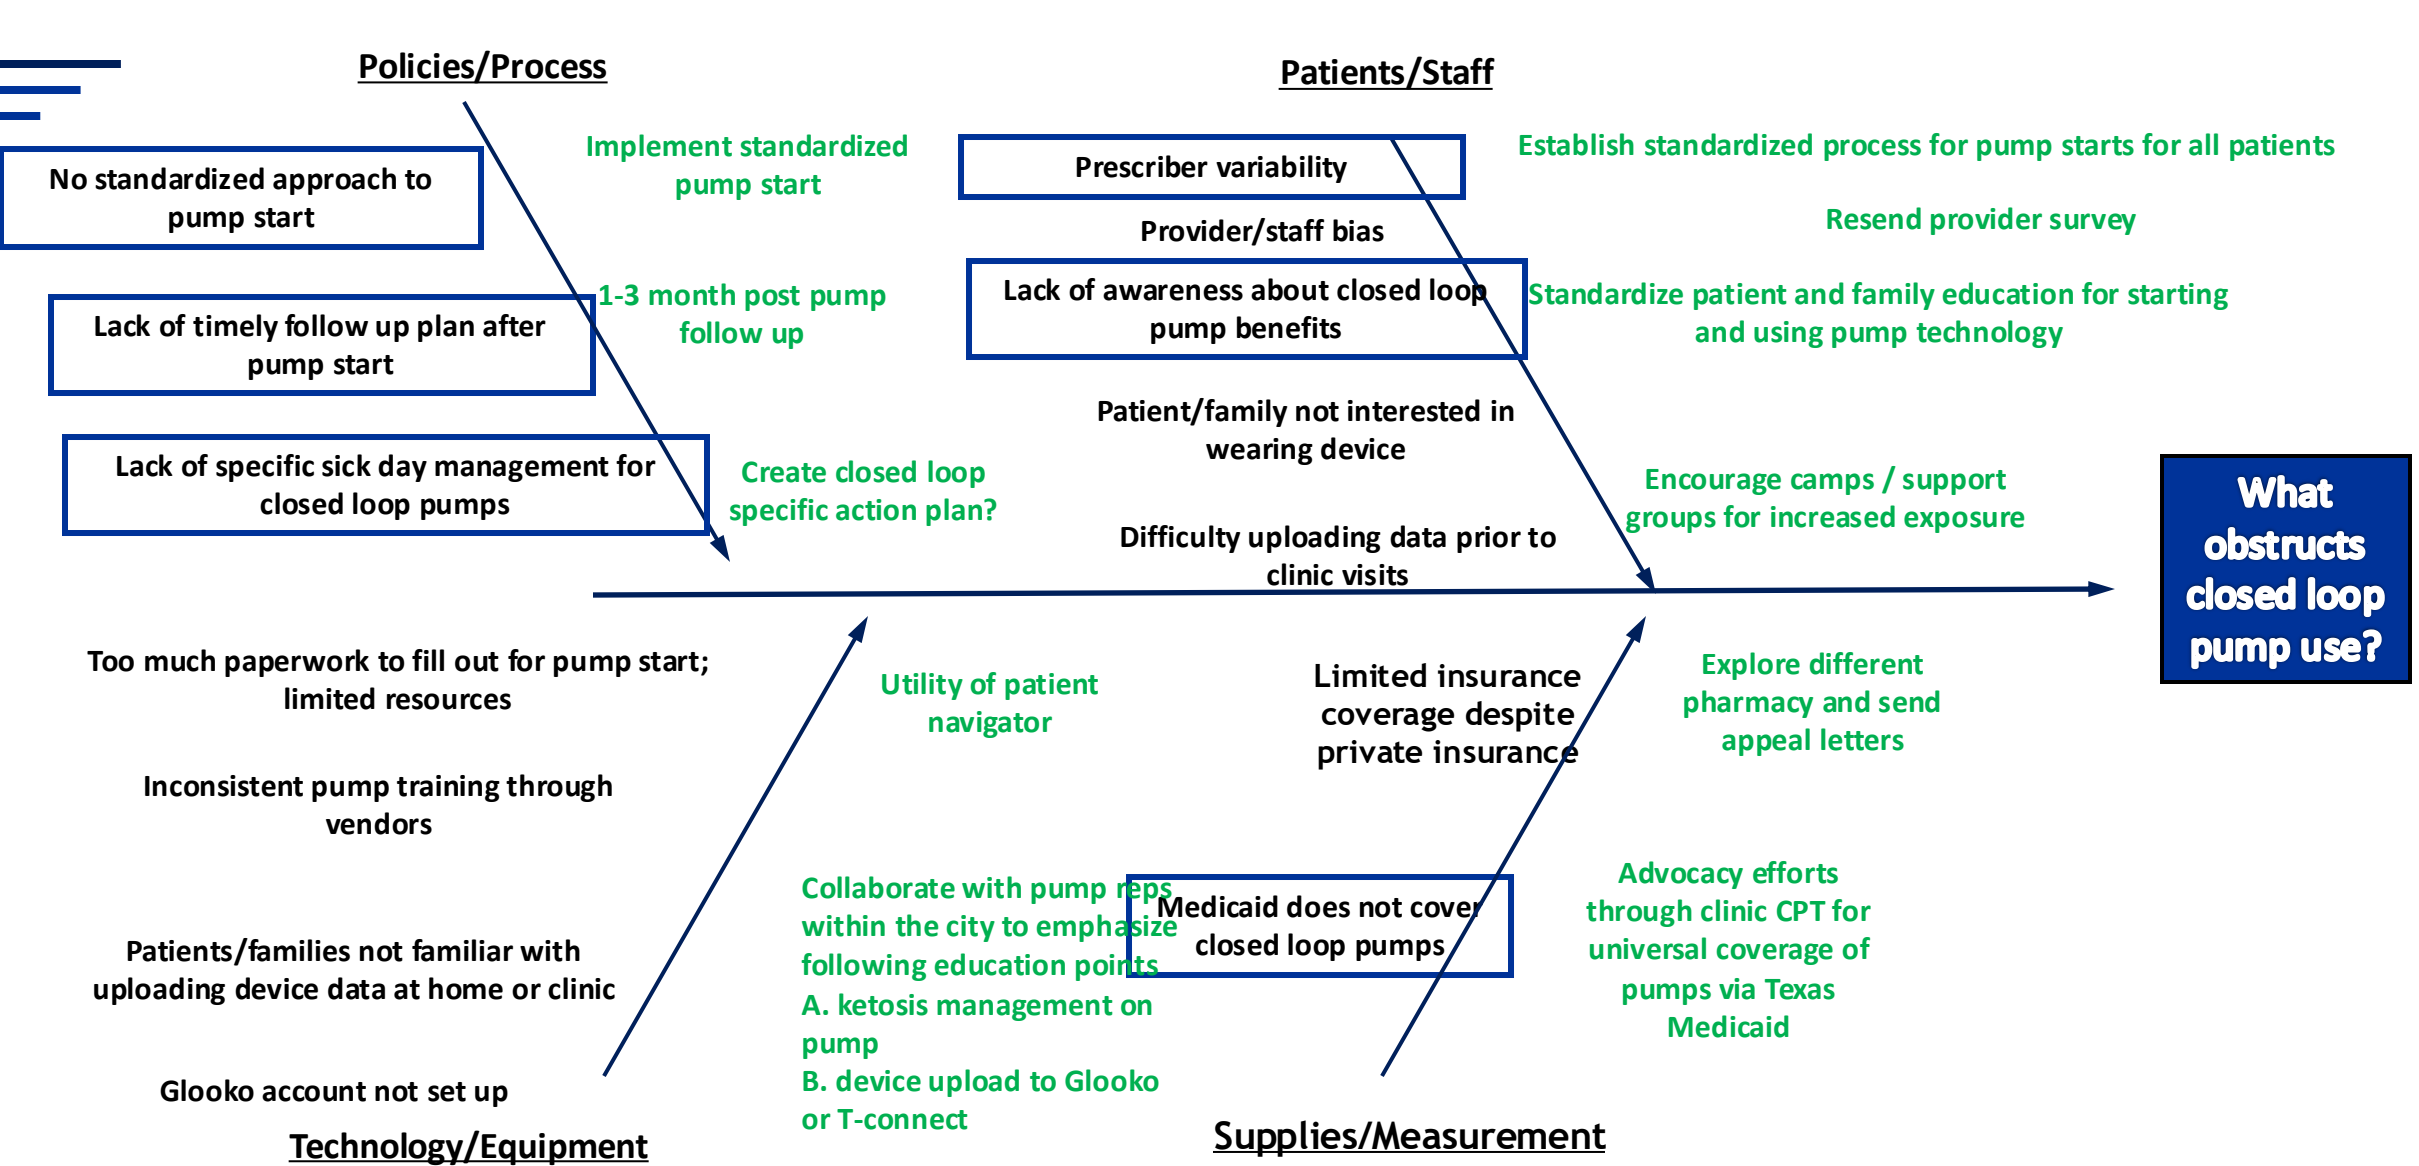 Policies/Process
No standardized approach to
pump start
Implement standardized
pump start
Lack of timely follow up plan after
pump start
1-3 month post pump
follow up
Lack of specific sick day management for
closed loop pumps
Create closed loop
specific action plan?
Patients/Staff
Prescriber variability
Establish standardized process for pump starts for all patients
Provider/staff bias
Resend provider survey
Lack of awareness about closed loop
pump benefits
Standardize patient and family education for starting
and using pump technology
Patient/family not interested in
wearing device
Encourage camps / support
groups for increased exposure
Difficulty uploading data prior to
clinic visits
What
obstructs
closed loop
pump use?
Too much paperwork to fill out for pump start;
limited resources
Utility of patient
navigator
Inconsistent pump training through
vendors
Patients/families not familiar with
uploading device data at home or clinic
Collaborate with pump reps
within the city to emphasize
following education points
A. ketosis management on
pump
B. device upload to Glooko
or T-connect
Glooko account not set up
Technology/Equipment
Limited insurance
coverage despite
private insurance
Explore different
pharmacy and send
appeal letters
Medicaid does not cover
closed loop pumps
Advocacy efforts
through clinic CPT for
universal coverage of
pumps via Texas
Medicaid
Supplies/Measurement